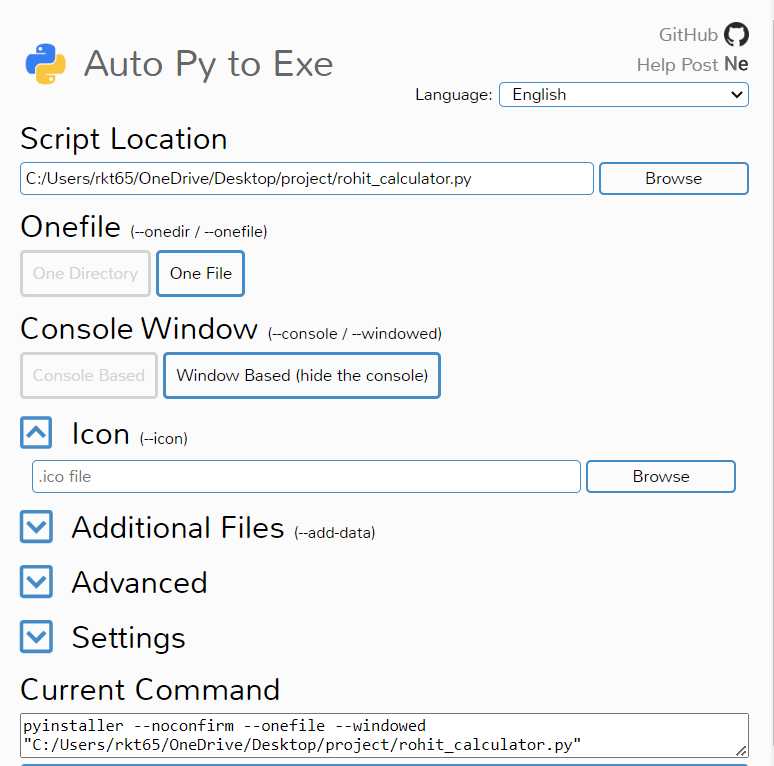 GitHub
Auto Py to Exe
Help Post Ne
Language: English
Script Location
C:/Users/rkt65/OneDrive/Desktop/project/rohit_calculator.py Browse
Onefile (--onedir / --onefile)
One Directory One File
Console Window (--console / --windowed)
Console Based Window Based (hide the console)
Icon (--icon)
.ico file Browse
Additional Files (--add-data)
Advanced
Settings
Current Command
pyinstaller --noconfirm --onefile --windowed
"C:/Users/rkt65/OneDrive/Desktop/project/rohit_calculator.py"